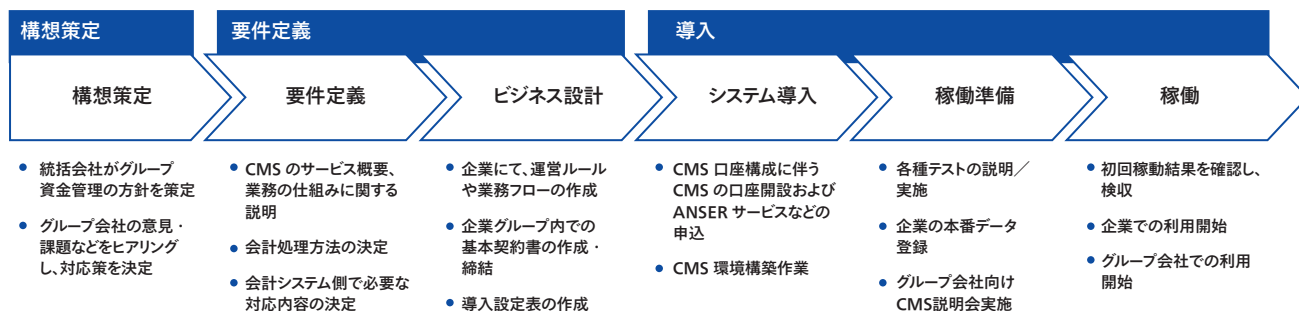 構想策定
要件定義
導入
構想策定
要件定義
ビジネス設計
システム導入
稼働準備
稼働
● 統括会社がグループ
資金管理の方針を策定
● グループ会社の意見・
課題などをヒアリング
し、対応策を決定
● CMS のサービス概要、
業務の仕組みに関する
説明
● 会計処理方法の決定
● 会計システム側で必要な
対応内容の決定
● 企業にて、運営ルール
や業務フローの作成
● 企業グループ内での
基本契約書の作成・
締結
● 導入設定表の作成
● CMS 口座構成に伴う
CMS の口座開設および
ANSER サービスなどの
申込
● CMS 環境構築作業
● 各種テストの説明／
実施
● 企業の本番データ
登録
● グループ会社向け
CMS説明会実施
● 初回稼働結果を確認し、
検収
● 企業での利用開始
● グループ会社での利用
開始